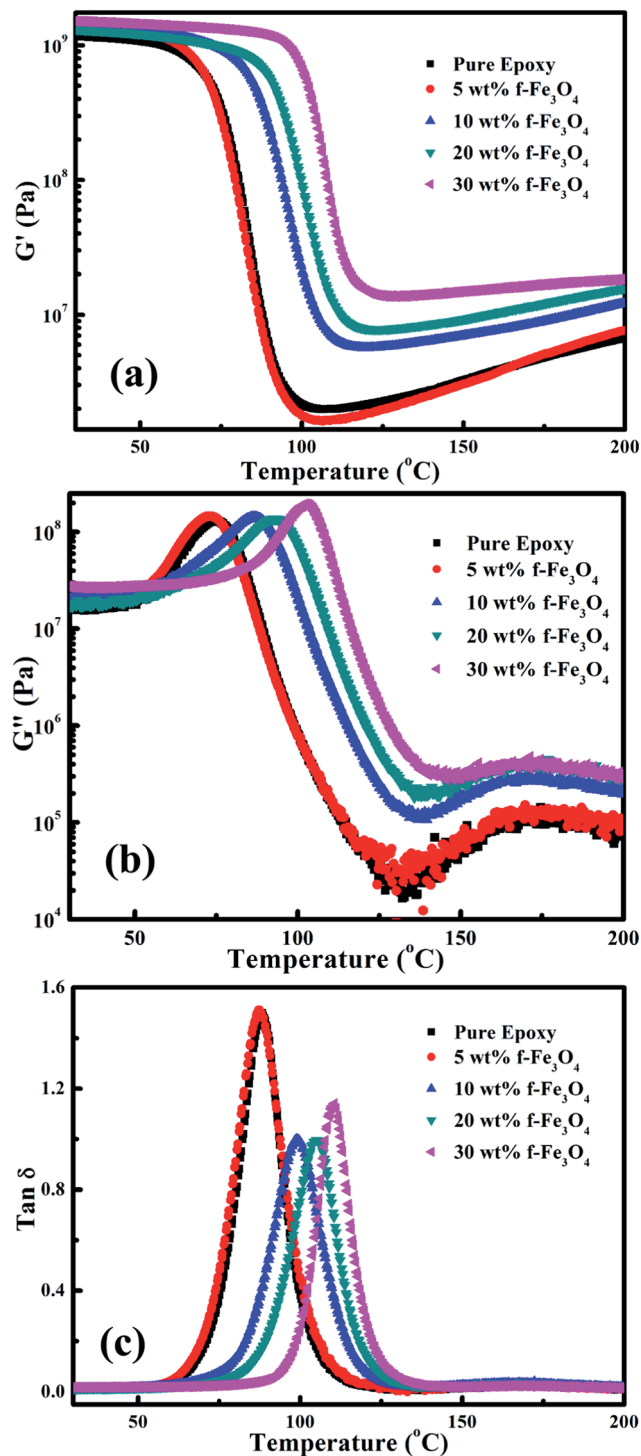 10⁹
10⁸
10⁷
G' (Pa)
Pure Epoxy
5 wt% f-Fe₃O₄
10 wt% f-Fe₃O₄
20 wt% f-Fe₃O₄
30 wt% f-Fe₃O₄
(a)
50 100 150 200
Temperature (°C)
10⁸
10⁷
10⁶
10⁵
10⁴
G'' (Pa)
Pure Epoxy
5 wt% f-Fe₃O₄
10 wt% f-Fe₃O₄
20 wt% f-Fe₃O₄
30 wt% f-Fe₃O₄
(b)
50 100 150 200
Temperature (°C)
1.6
1.2
0.8
0.4
0.0
Tan δ
Pure Epoxy
5 wt% f-Fe₃O₄
10 wt% f-Fe₃O₄
20 wt% f-Fe₃O₄
30 wt% f-Fe₃O₄
(c)
50 100 150 200
Temperature (°C)